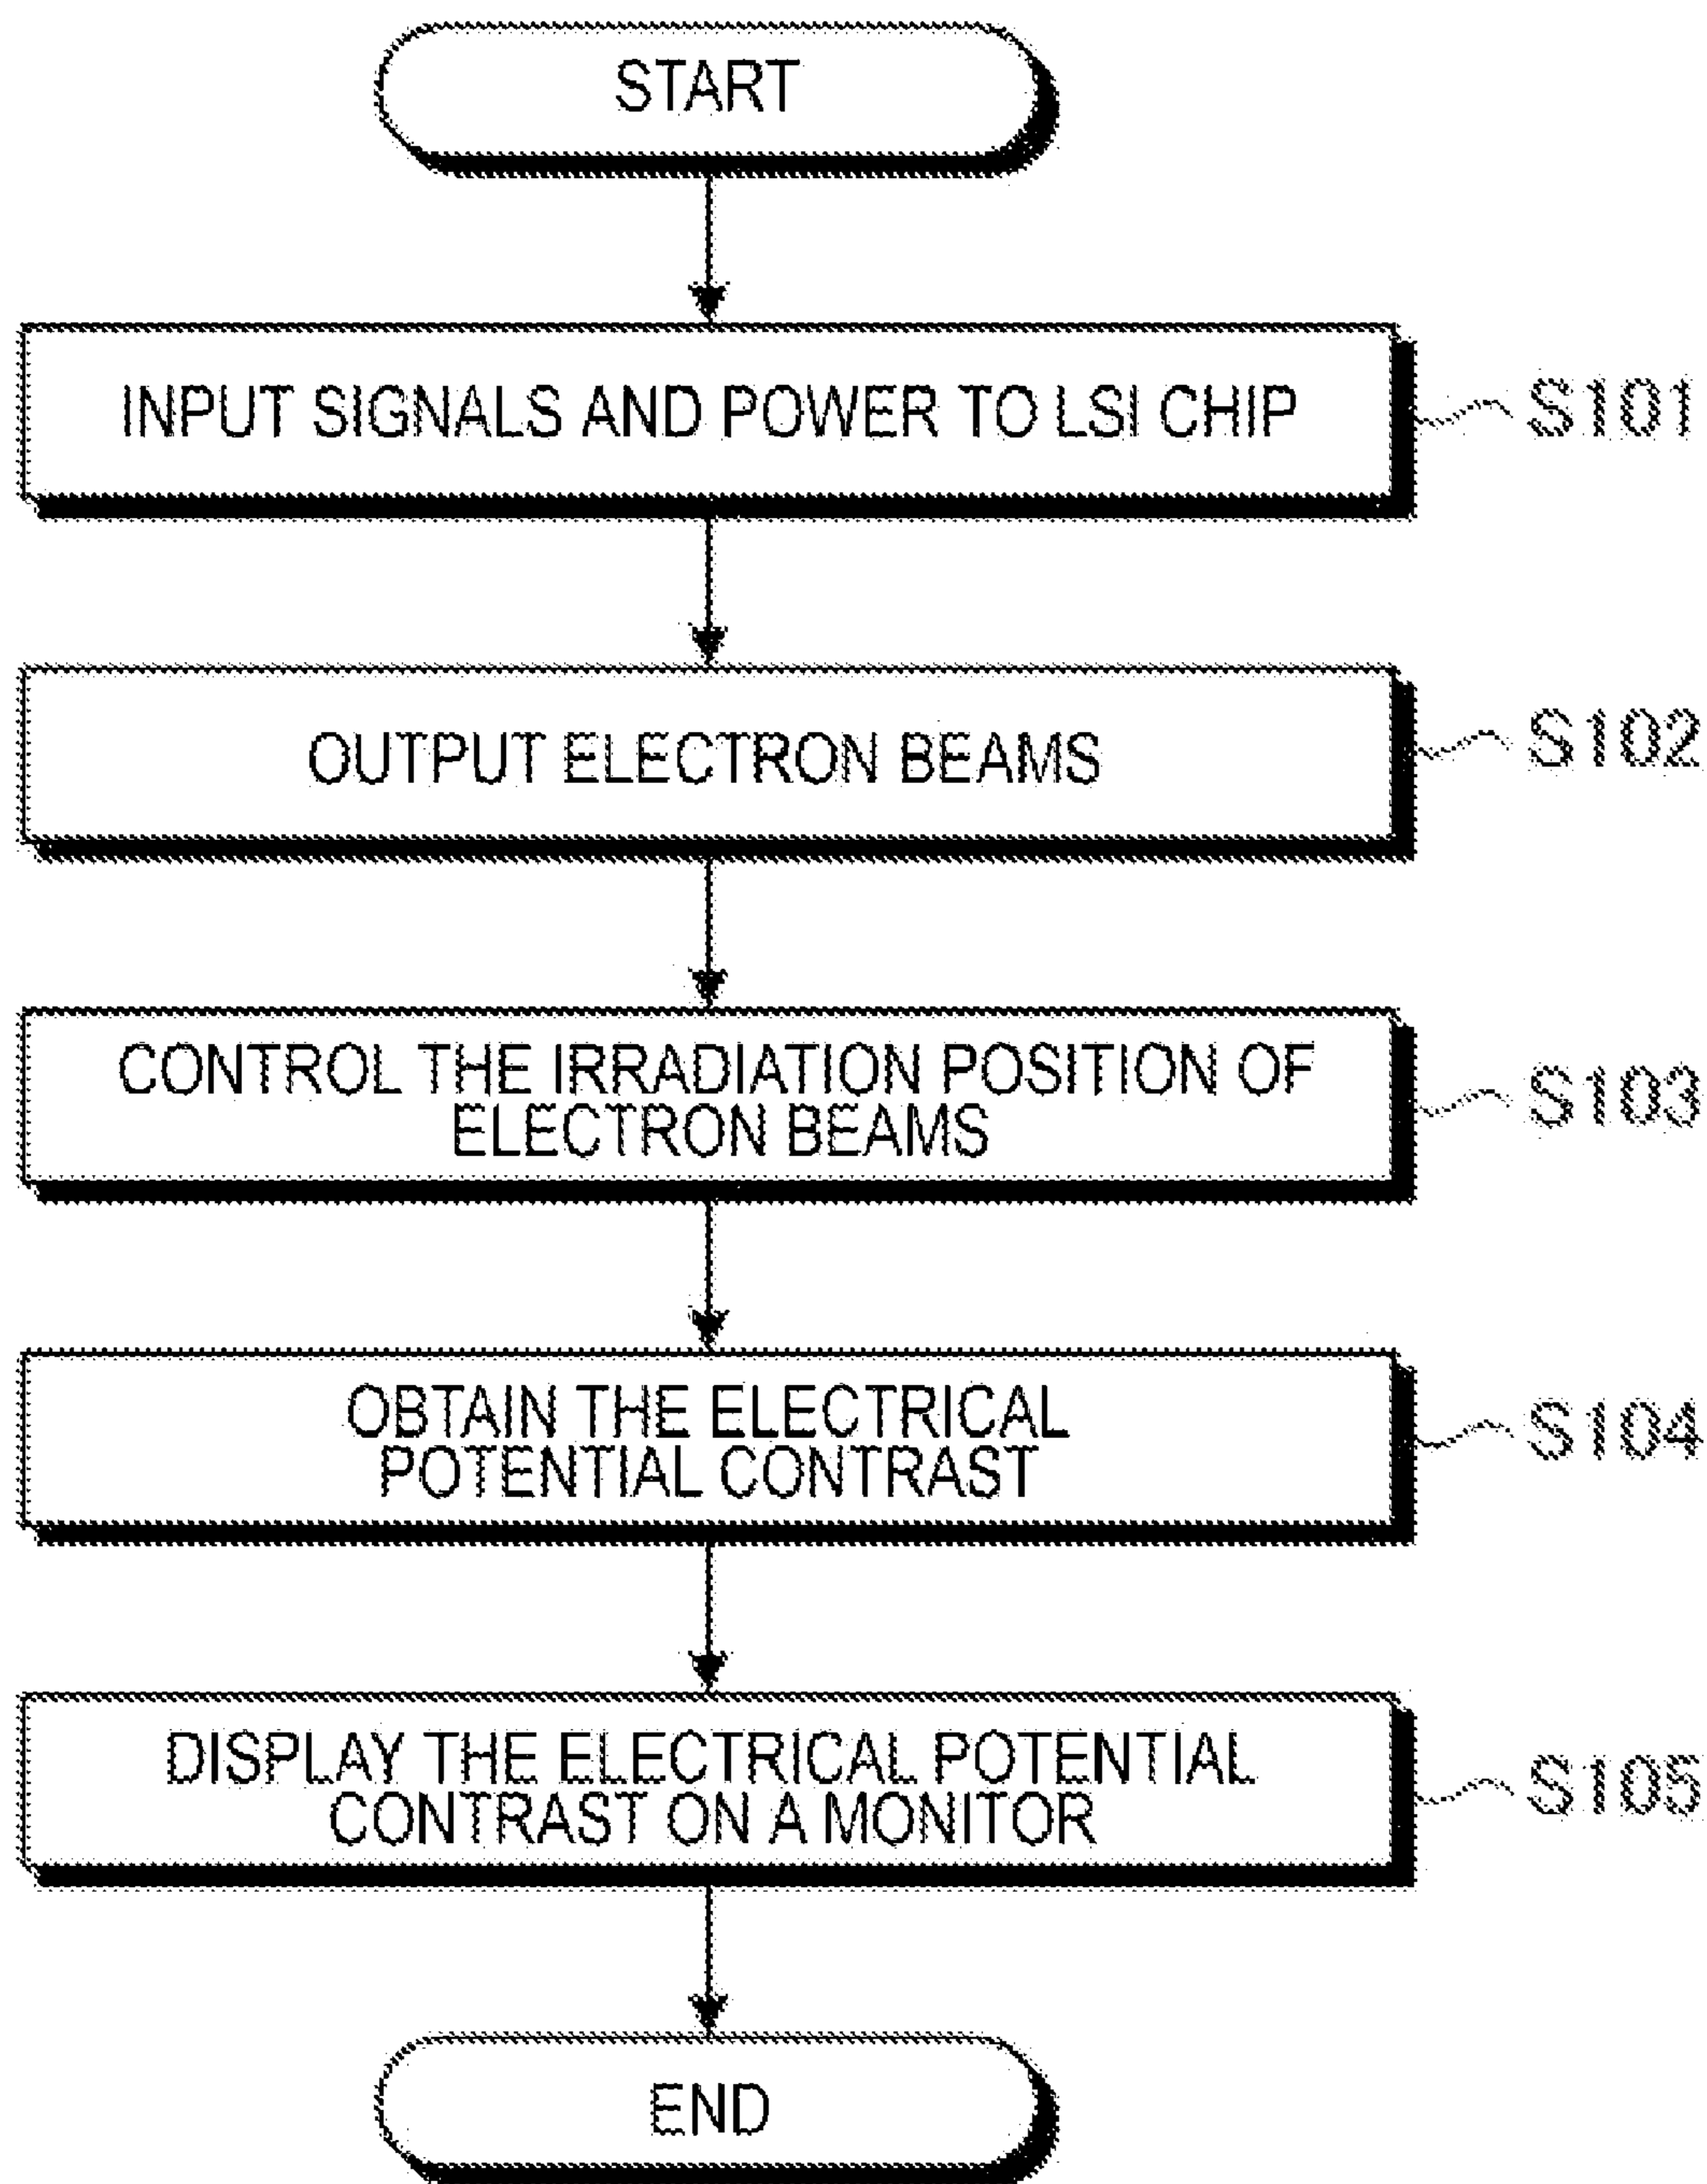 START
INPUT SIGNALS AND POWER TO LSI CHIP
S101
OUTPUT ELECTRON BEAMS
S102
CONTROL THE IRRADIATION POSITION OF
ELECTRON BEAMS
S103
OBTAIN THE ELECTRICAL
POTENTIAL CONTRAST
S104
DISPLAY THE ELECTRICAL POTENTIAL
CONTRAST ON A MONITOR
S105
END